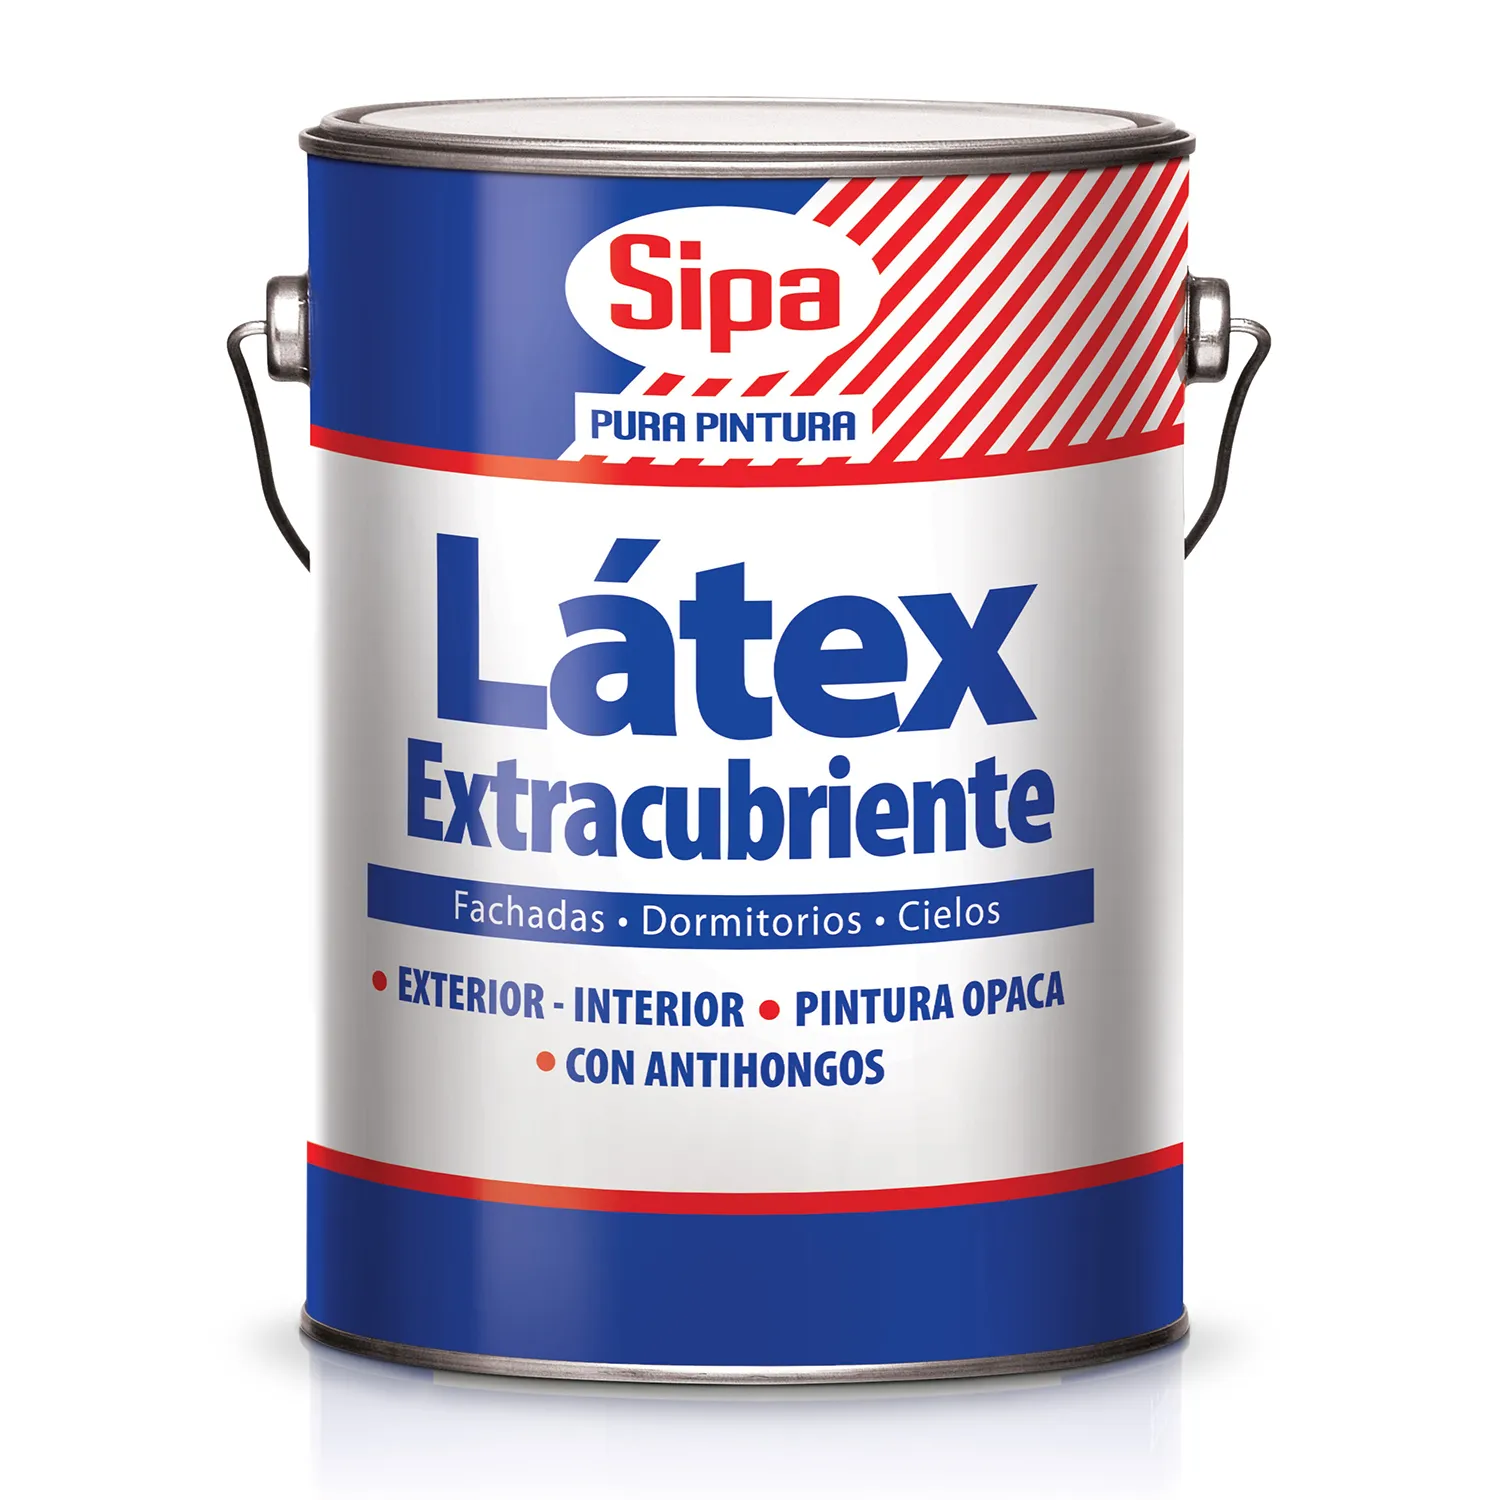 Sipa
PURA PINTURA
Látex
Extracubriente
Fachadas • Dormitorios • Cielos
• EXTERIOR - INTERIOR • PINTURA OPACA
• CON ANTIHONGOS